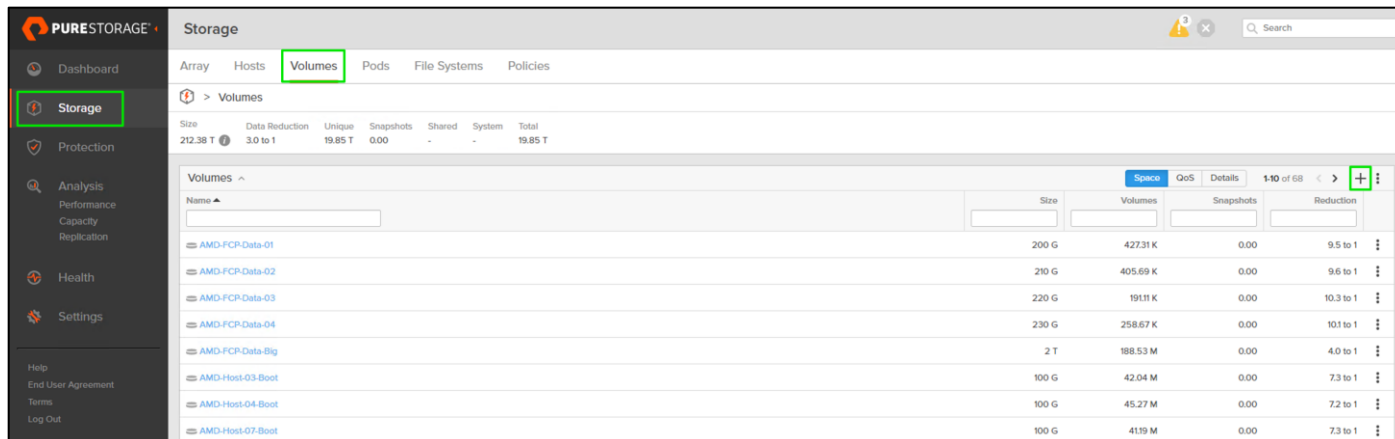 PURESTORAGE®
Storage
3
Search
Dashboard
Storage
Protection
Analysis
Performance
Capacity
Replication
Health
Settings
Help
End User Agreement
Terms
Log Out
Array Hosts Volumes Pods File Systems Policies
> Volumes
Size Data Reduction Unique Snapshots Shared System Total
212.38 T 3.0 to 1 19.85 T 0.00 - - 19.85 T
Volumes Space QoS Details 1-10 of 68 < > +
Name Size Volumes Snapshots Reduction
AMD-FCP-Data-01 200 G 427.31 K 0.00 9.5 to 1
AMD-FCP-Data-02 210 G 405.69 K 0.00 9.6 to 1
AMD-FCP-Data-03 220 G 191.11 K 0.00 10.3 to 1
AMD-FCP-Data-04 230 G 258.67 K 0.00 10.1 to 1
AMD-FCP-Data-Big 2 T 188.53 M 0.00 4.0 to 1
AMD-Host-03-Boot 100 G 42.04 M 0.00 7.3 to 1
AMD-Host-04-Boot 100 G 45.27 M 0.00 7.2 to 1
AMD-Host-07-Boot 100 G 41.19 M 0.00 7.3 to 1